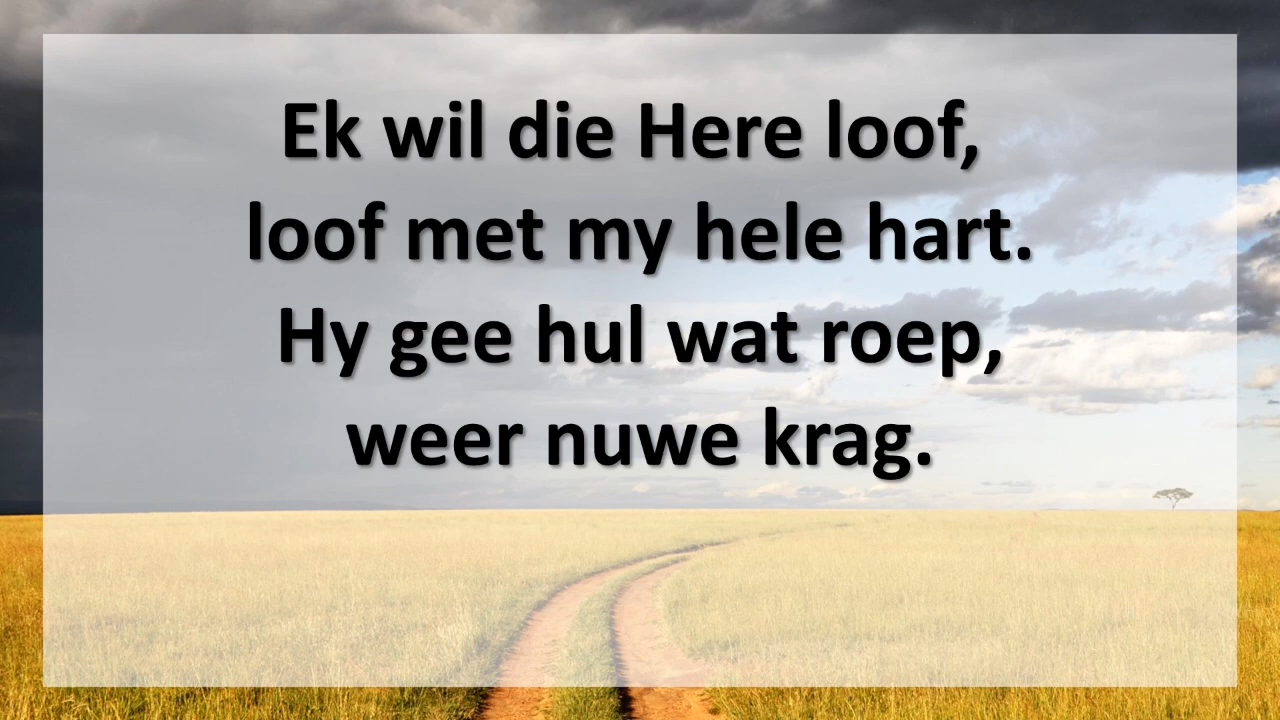 Ek wil die Here loof,
loof met my hele hart.
Hy gee hul wat roep,
weer nuwe krag.